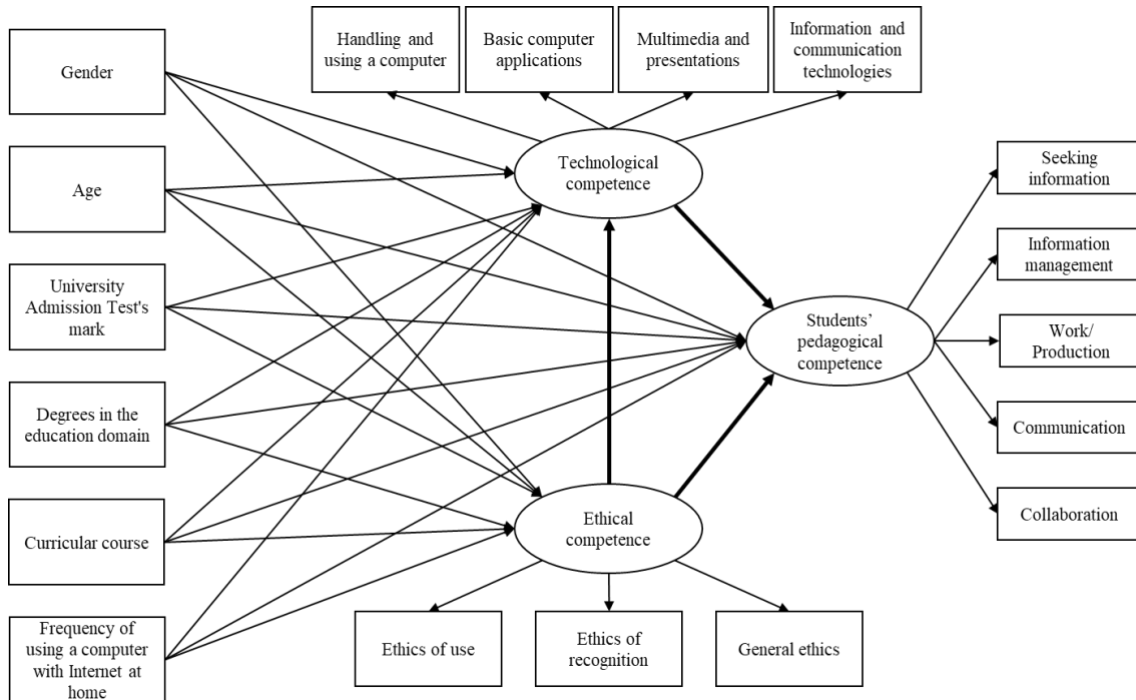 Gender
Age
University
Admission Test's
mark
Degrees in the
education domain
Curricular course
Frequency of
using a computer
with Internet at
home
Handling and
using a computer
Basic computer
applications
Multimedia and
presentations
Information and
communication
technologies
Technological
competence
Students'
pedagogical
competence
Ethical
competence
Ethics of use
Ethics of
recognition
General ethics
Seeking
information
Information
management
Work/
Production
Communication
Collaboration